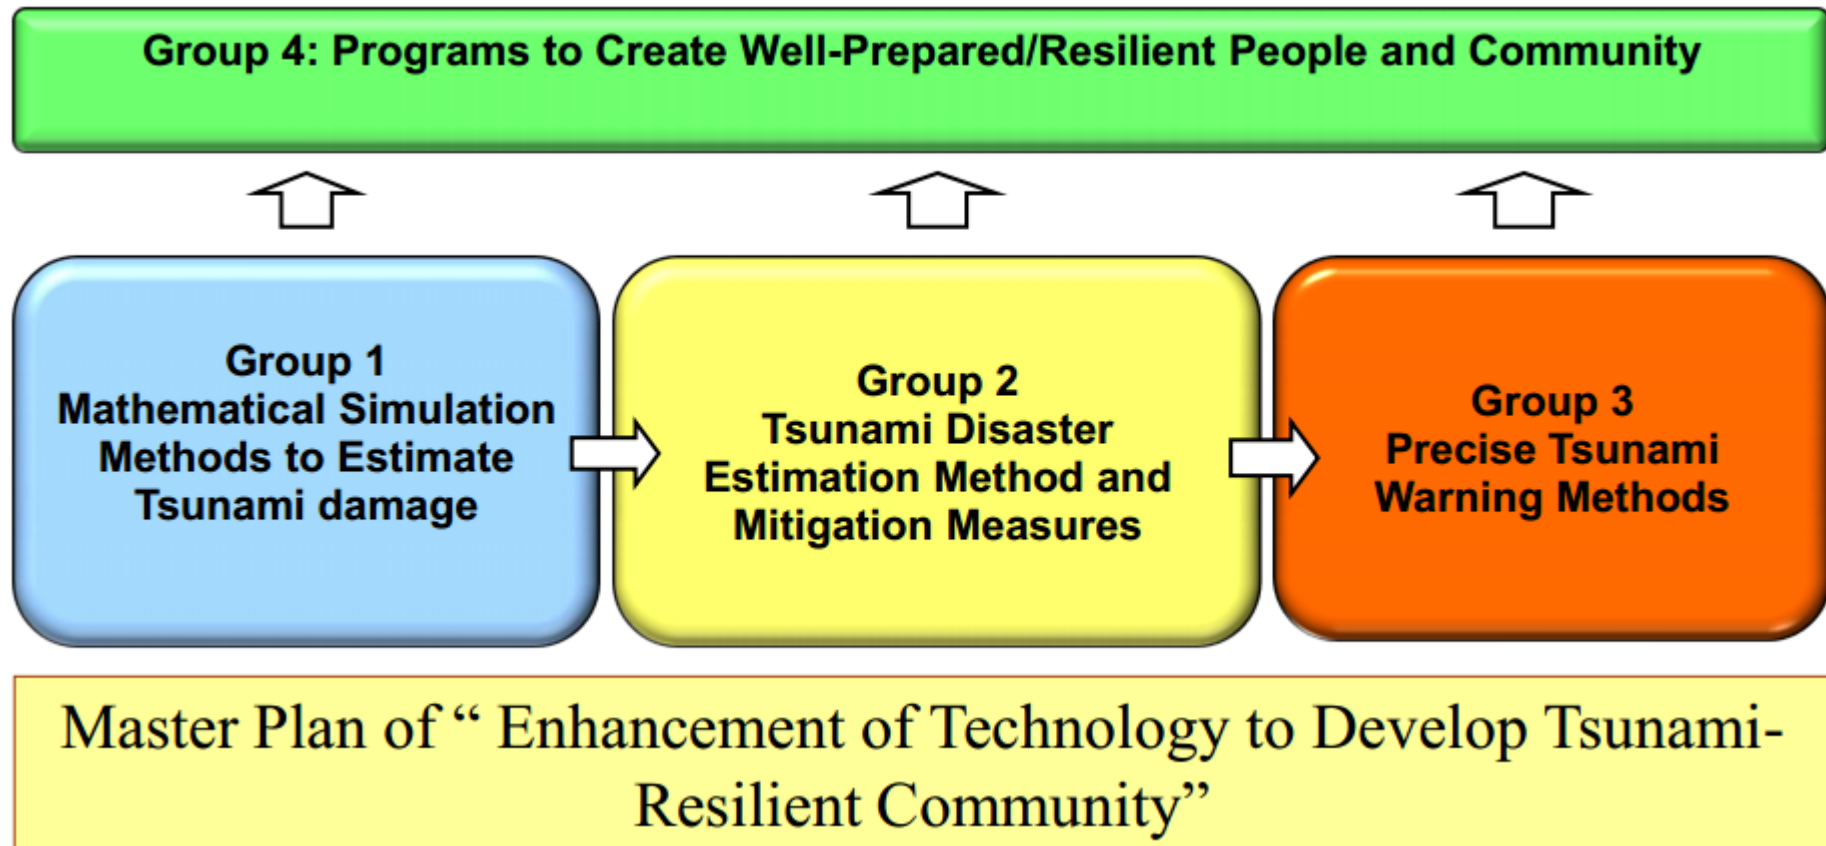 Group 4: Programs to Create Well-Prepared/Resilient People and Community
Group 1
Mathematical Simulation
Methods to Estimate
Tsunami damage
Group 2
Tsunami Disaster
Estimation Method and
Mitigation Measures
Group 3
Precise Tsunami
Warning Methods
Master Plan of “ Enhancement of Technology to Develop Tsunami-
Resilient Community”